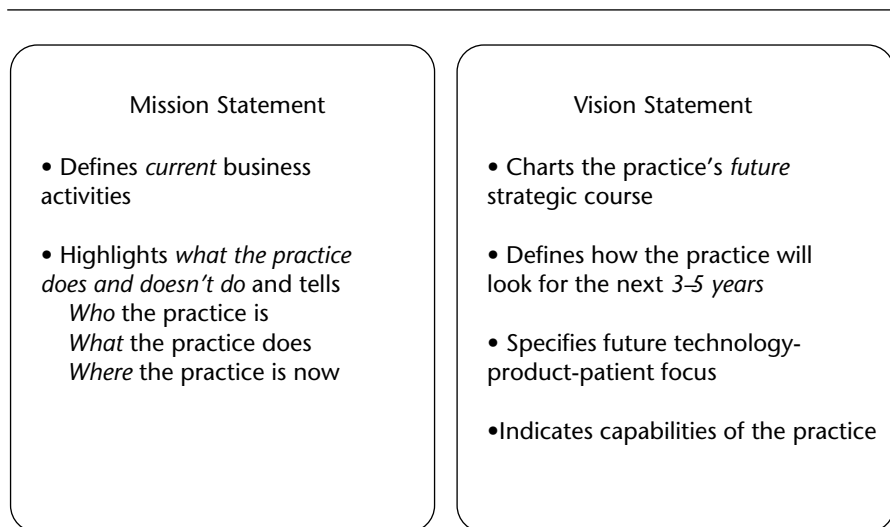 Mission Statement
• Defines current business
activities
• Highlights what the practice
does and doesn't do and tells
Who the practice is
What the practice does
Where the practice is now
Vision Statement
• Charts the practice's future
strategic course
• Defines how the practice will
look for the next 3–5 years
• Specifies future technology-
product-patient focus
•Indicates capabilities of the practice